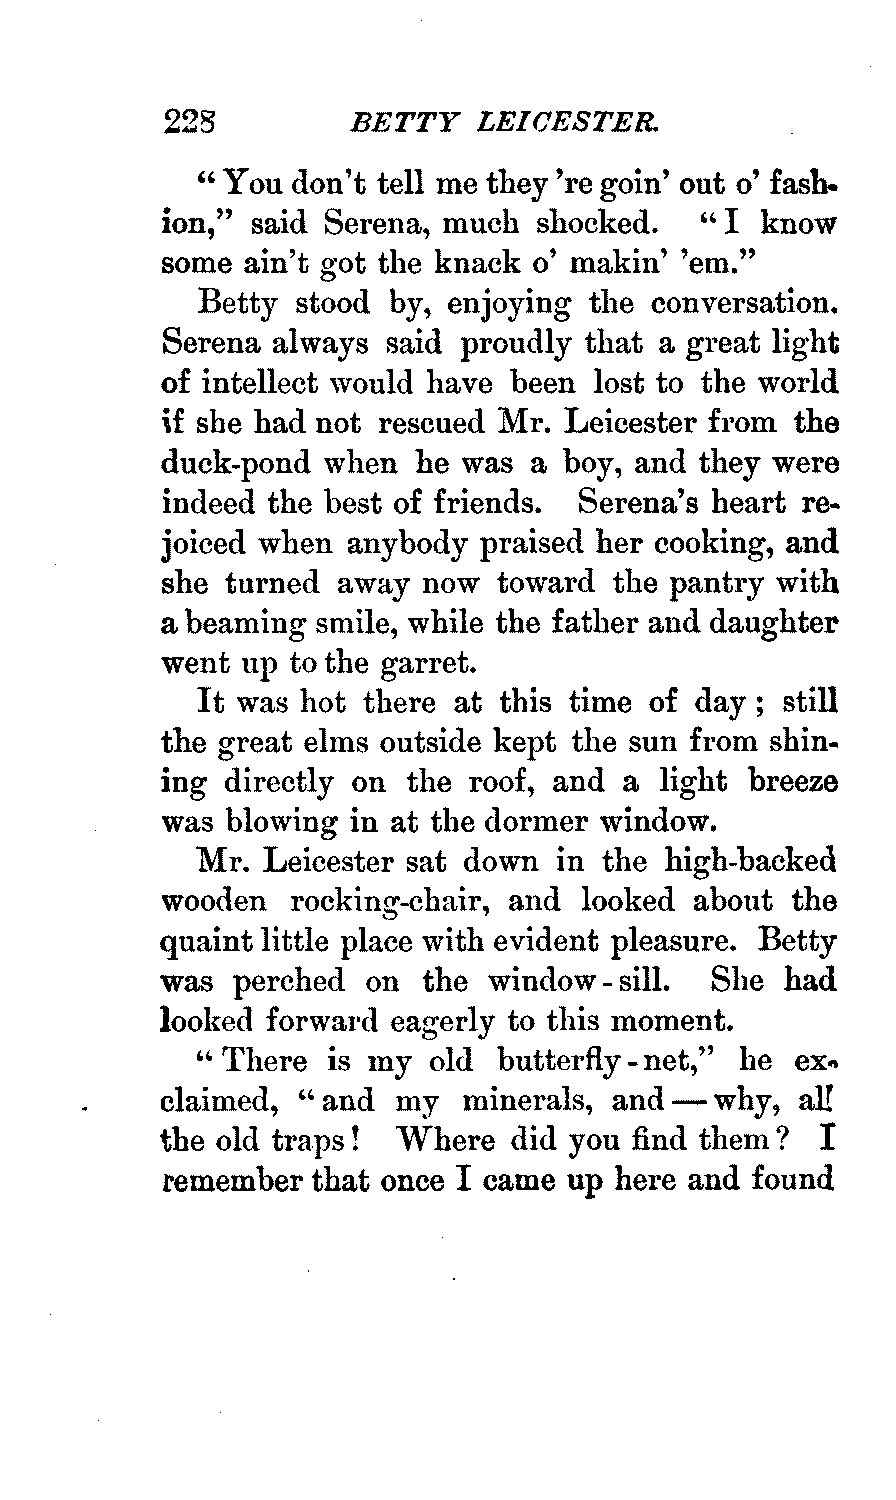 228 BETTY LEICESTER.
“ You don't tell me they 're goin' out o' fash-
ion,” said Serena, much shocked. “ I know
some ain't got the knack o' makin' 'em.”
Betty stood by, enjoying the conversation.
Serena always said proudly that a great light
of intellect would have been lost to the world
if she had not rescued Mr. Leicester from the
duck-pond when he was a boy, and they were
indeed the best of friends. Serena's heart re-
joiced when anybody praised her cooking, and
she turned away now toward the pantry with
a beaming smile, while the father and daughter
went up to the garret.
It was hot there at this time of day ; still
the great elms outside kept the sun from shin-
ing directly on the roof, and a light breeze
was blowing in at the dormer window.
Mr. Leicester sat down in the high-backed
wooden rocking-chair, and looked about the
quaint little place with evident pleasure. Betty
was perched on the window-sill. She had
looked forward eagerly to this moment.
“ There is my old butterfly-net,” he ex-
claimed, “ and my minerals, and — why, all
the old traps! Where did you find them? I
remember that once I came up here and found